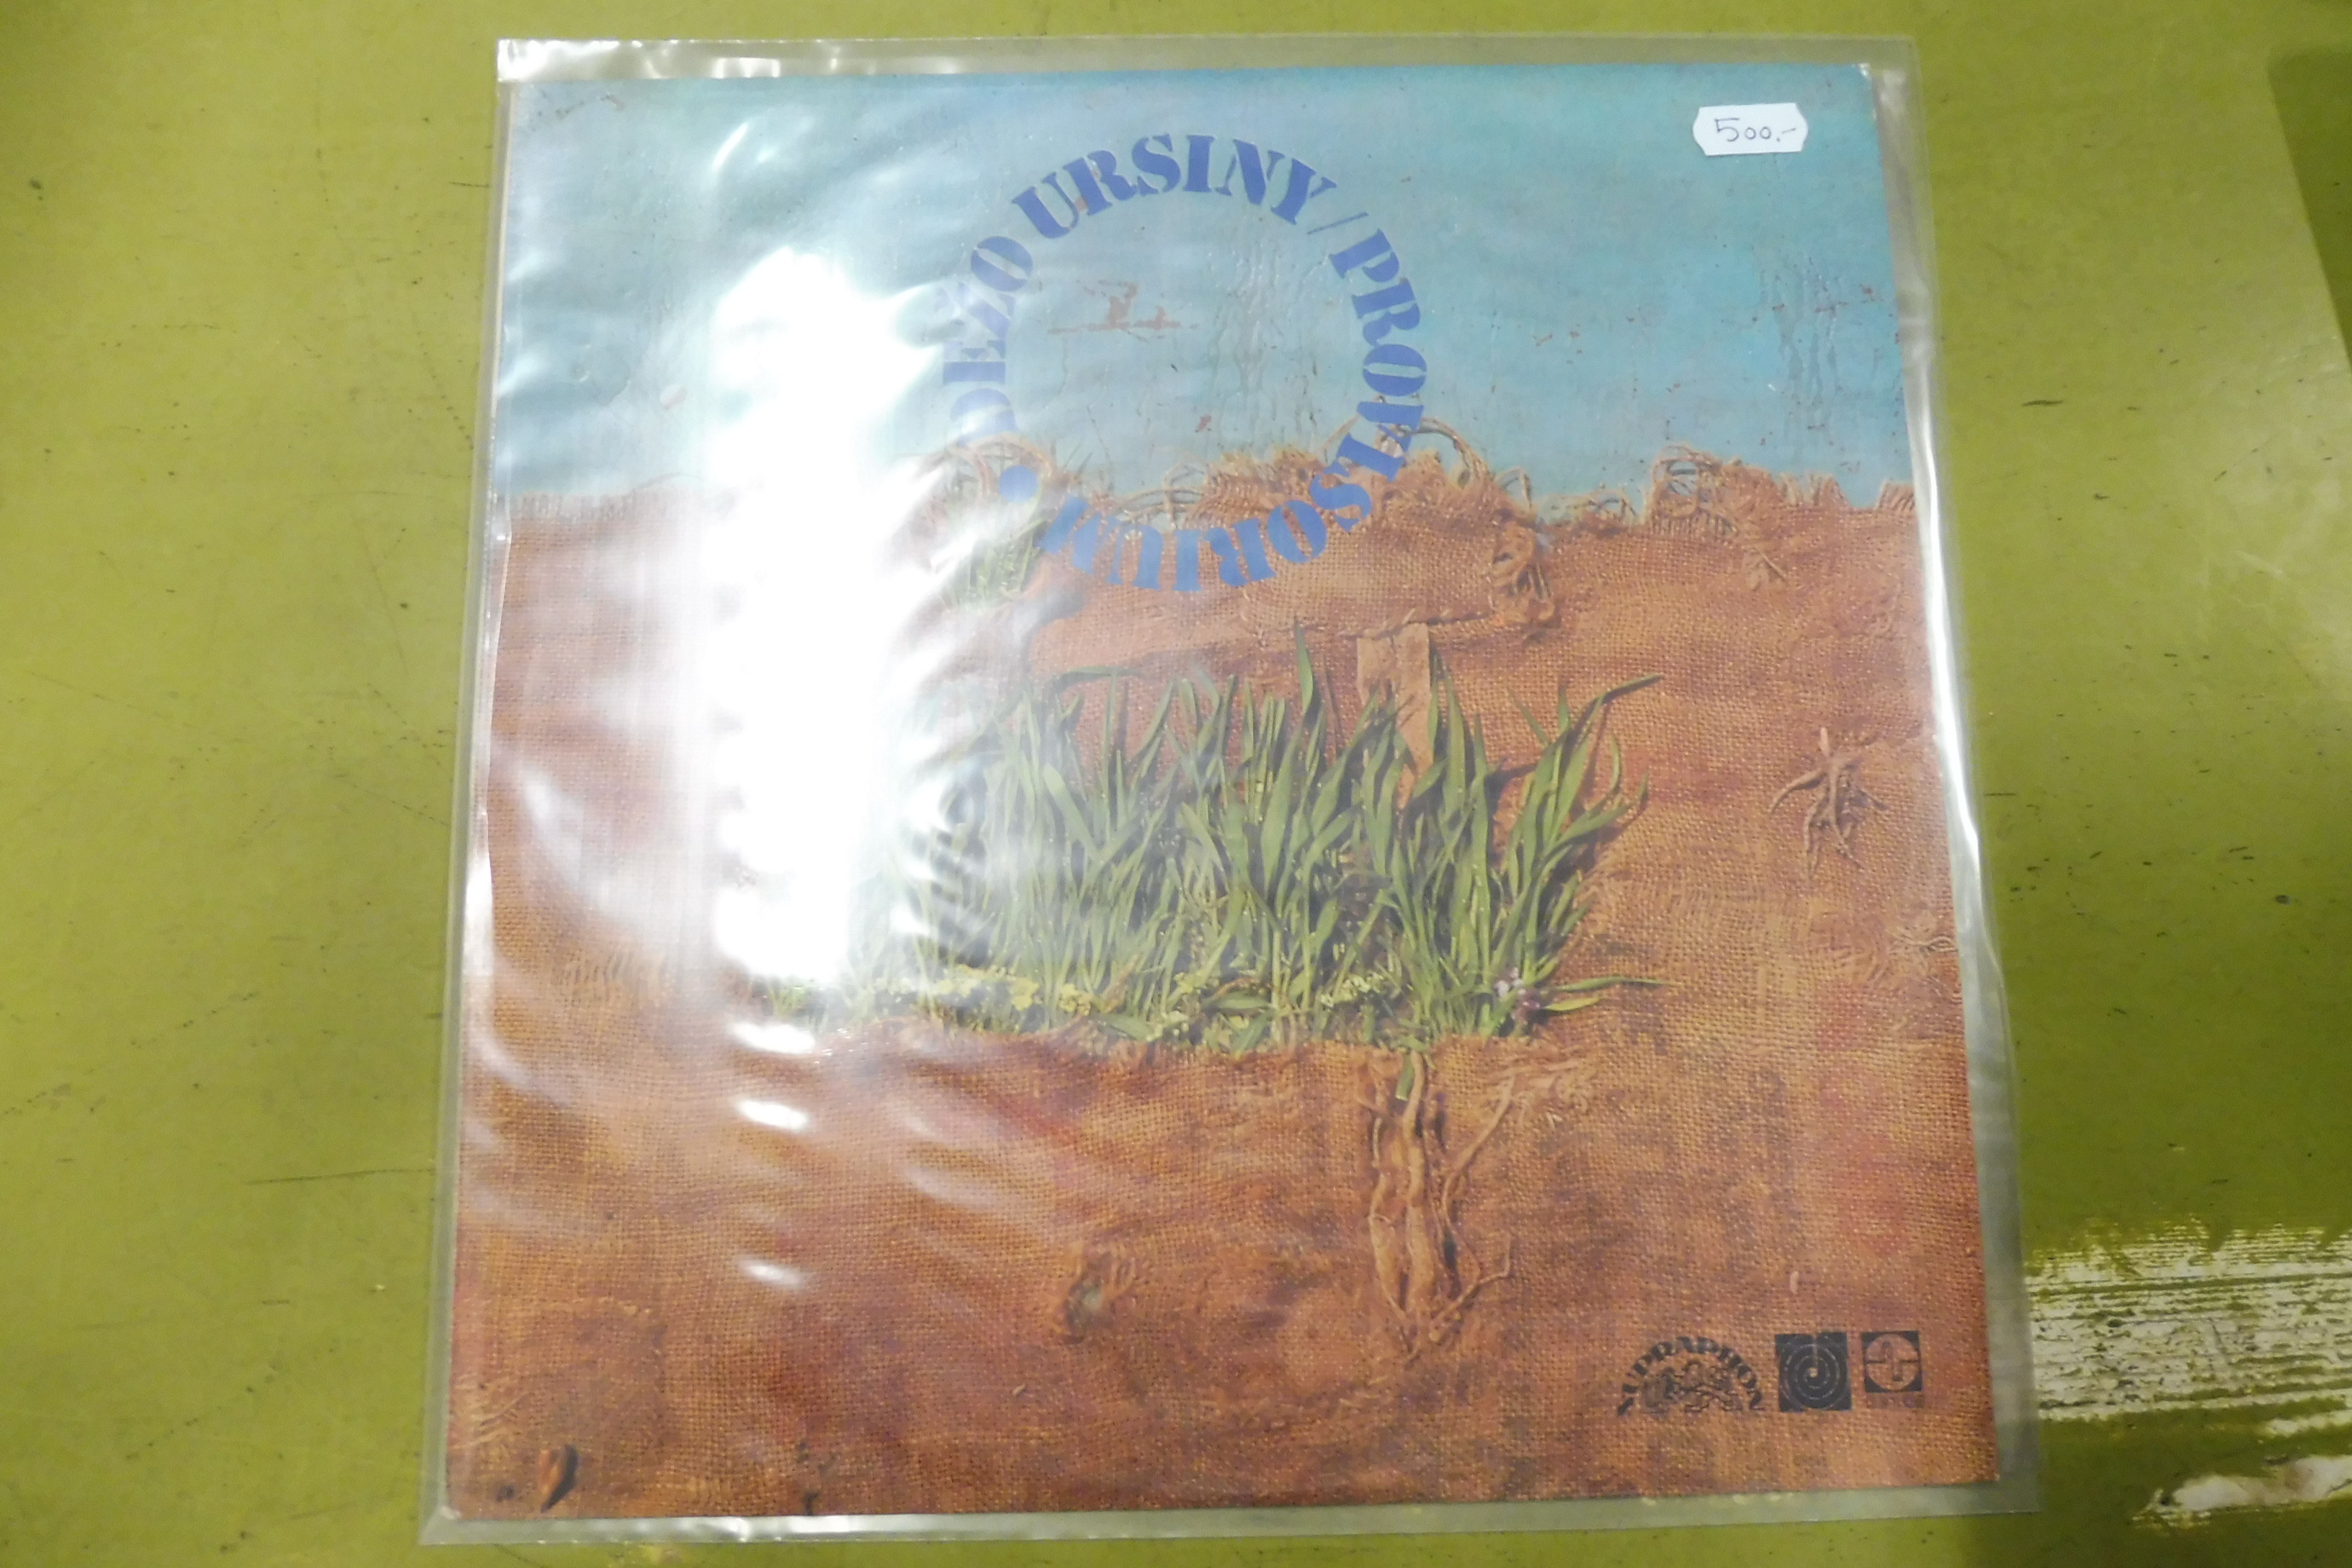 500.-
DEŽO URSINY / PROVISORIUM •
SUPRAPHON